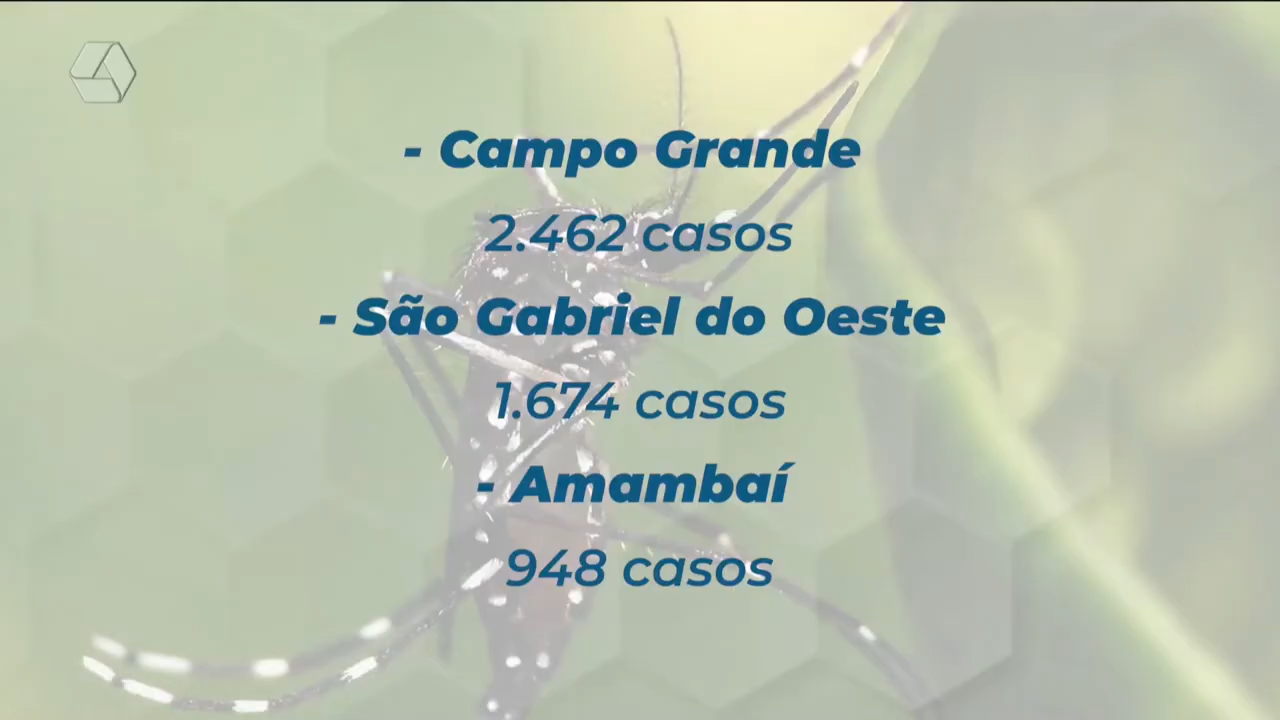 - Campo Grande
2.462 casos
- São Gabriel do Oeste
1.674 casos
- Amambaí
948 casos